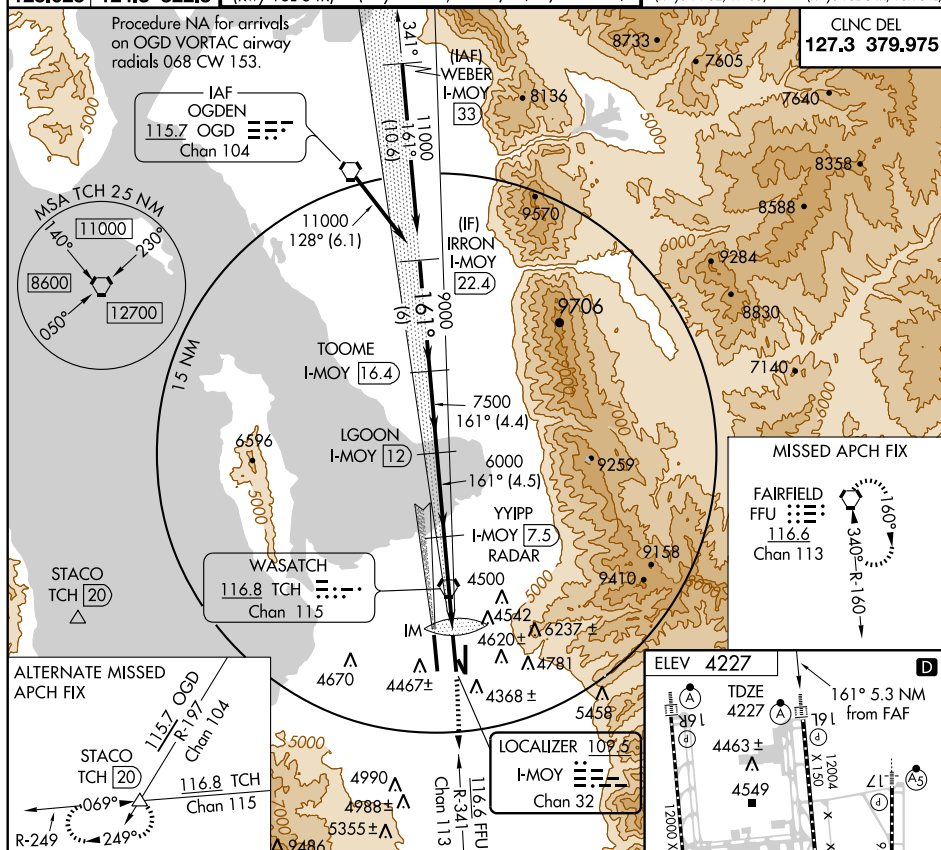 Procedure NA for arrivals
on OGD VORTAC airway
radials 068 CW 153.
CLNC DEL
127.3 379.975
IAF
OGDEN
115.7 OGD
Chan 104
(IAF)
WEBER
I-MOY
33
341°
11000
161°
(10.6)
8733
7605
8136
7640
8358
8588
9570
6000
9284
8830
7140
5000
MSA TCH 25 NM
11000
140°
230°
8600
12700
050°
11000
128° (6.1)
(IF)
IRRON
I-MOY
22.4
9000
161°
(6)
9706
15 NM
TOOME
I-MOY 16.4
7500
161° (4.4)
LGOON
I-MOY 12
6000
161° (4.5)
6596
5000
9259
YYIPP
I-MOY 7.5
RADAR
9158
9410
MISSED APCH FIX
FAIRFIELD
FFU
116.6
Chan 113
160°
340°
R-160
WASATCH
116.8 TCH
Chan 115
STACO
TCH 20
4500
IM
4542
4620±
6237±
4781
4670
4467±
4368±
5458
ALTERNATE MISSED
APCH FIX
115.7 OGD
R-197
Chan 104
STACO
TCH 20
116.8 TCH
Chan 115
069°
249°
R-249
5000
4990
4988±
5355±
9486
116.6 FFU
R-341
Chan 113
LOCALIZER 109.5
I-MOY
Chan 32
ELEV 4227
D
TDZE
4227
161° 5.3 NM
from FAF
A
A
16R
16L
P
P
4463±
4549
12004
X 150
12000 X
17
P
A5